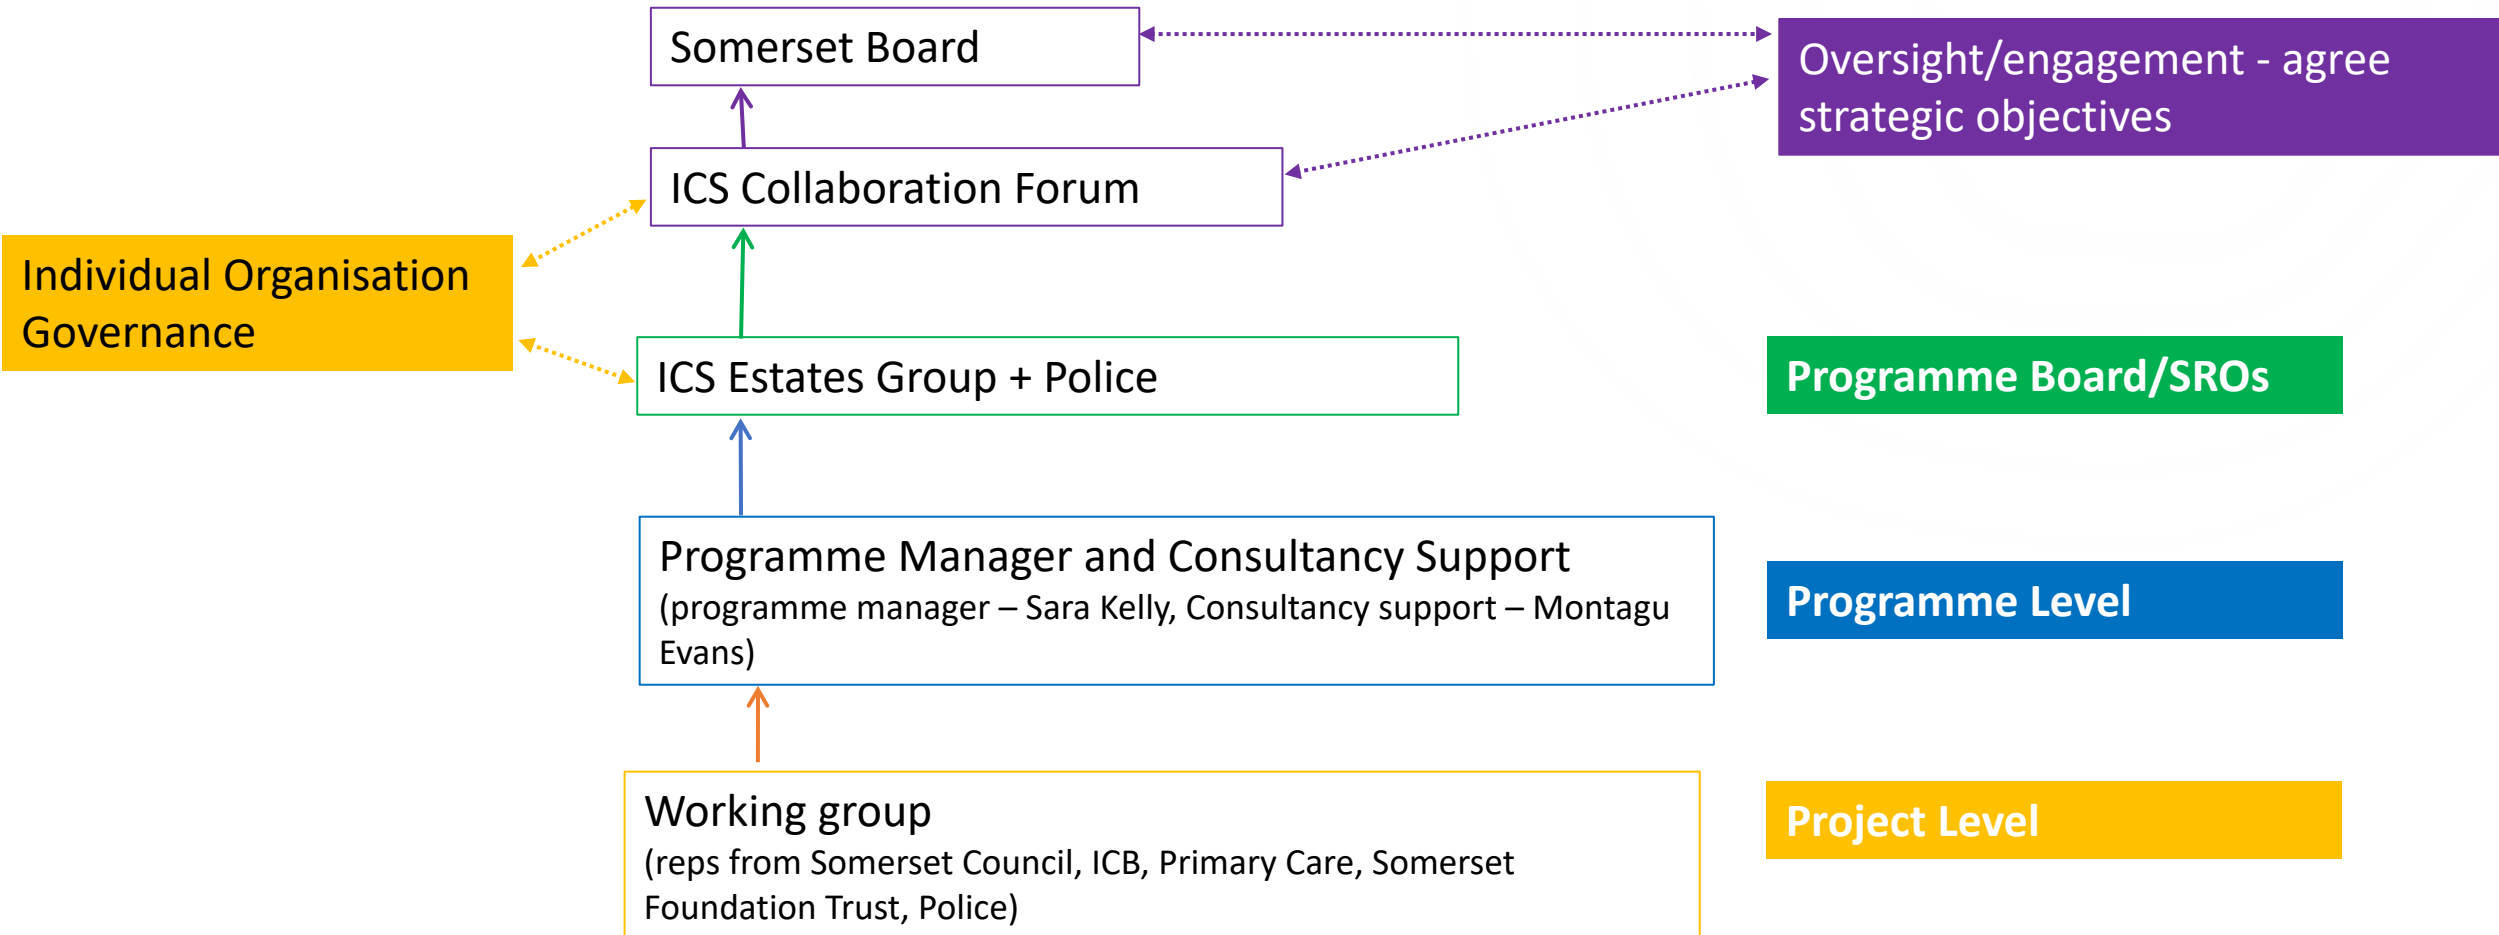 Somerset Board
Oversight/engagement - agree
strategic objectives
ICS Collaboration Forum
Individual Organisation
Governance
ICS Estates Group + Police
Programme Board/SROs
Programme Manager and Consultancy Support
(programme manager – Sara Kelly, Consultancy support – Montagu
Evans)
Programme Level
Working group
(reps from Somerset Council, ICB, Primary Care, Somerset
Foundation Trust, Police)
Project Level